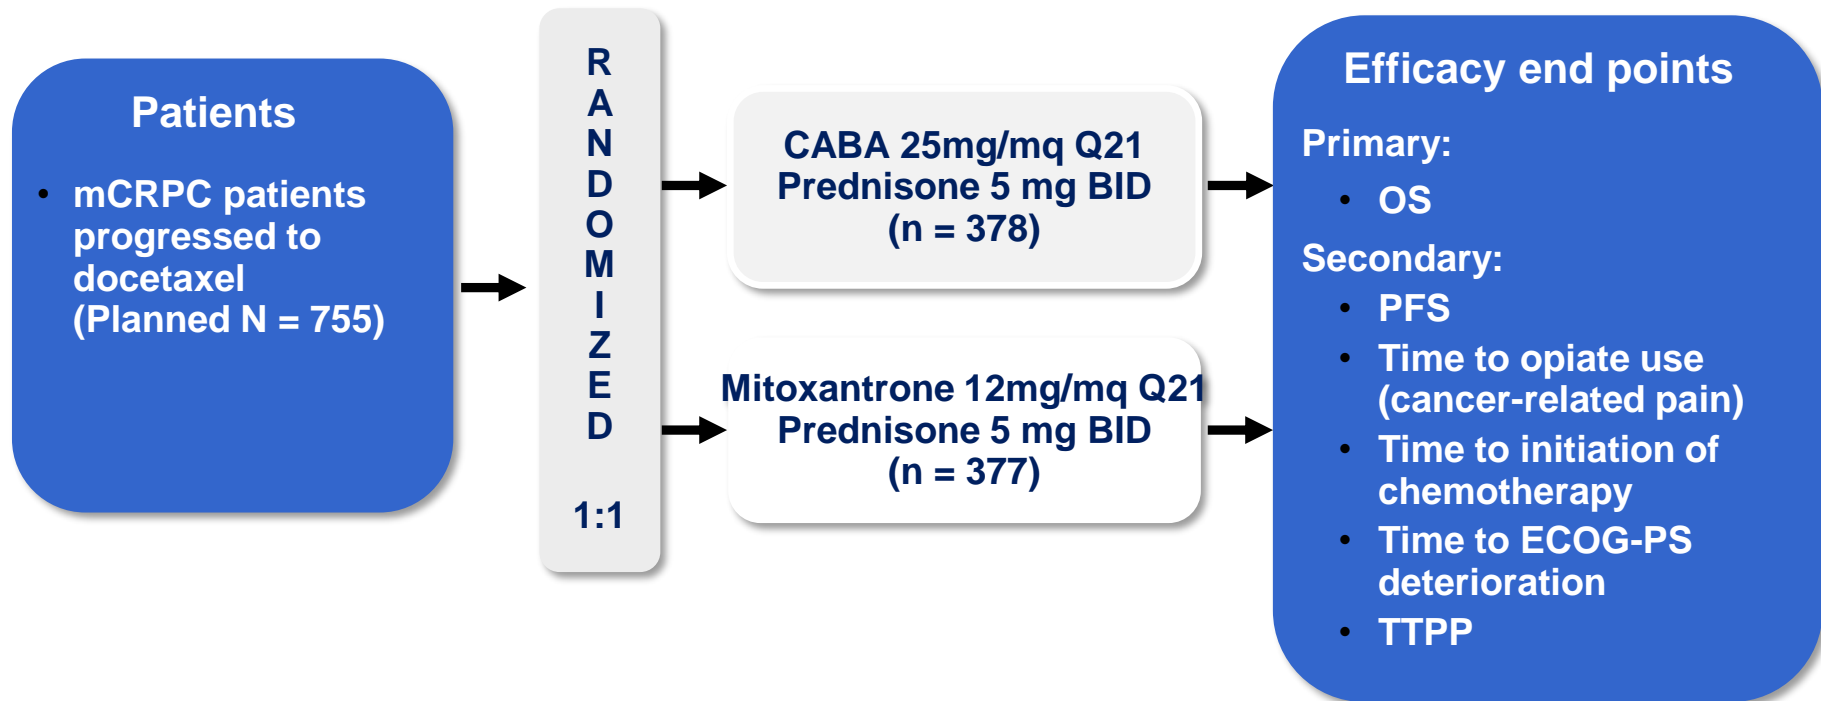 Patients
• mCRPC patients
progressed to
docetaxel
(Planned N = 755)
R
A
N
D
O
M
I
Z
E
D
1:1
CABA 25mg/mq Q21
Prednisone 5 mg BID
(n = 378)
Mitoxantrone 12mg/mq Q21
Prednisone 5 mg BID
(n = 377)
Efficacy end points
Primary:
• OS
Secondary:
• PFS
• Time to opiate use
(cancer-related pain)
• Time to initiation of
chemotherapy
• Time to ECOG-PS
deterioration
• TTPP